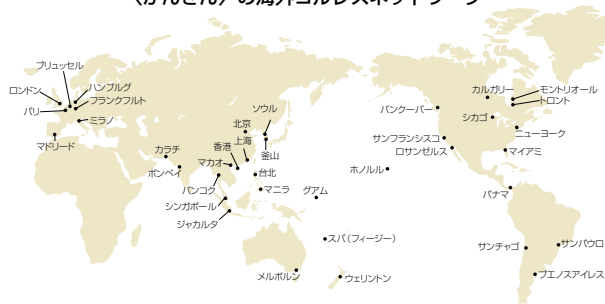 〈かんぎん〉の海外コルレスネットワーク
ブリュッセル
ロンドン
ハンブルグ
フランクフルト
パリ
ミラノ
マドリード
カラチ
ボンベイ
北京
ソウル
香港
上海
釜山
マカオ
台北
バンコク
マニラ
シンガポール
ジャカルタ
グアム
スバ(フィージー)
メルボルン
ウェリントン
ホノルル
バンクーバー
カルガリー
モントリオール
トロント
シカゴ
サンフランシスコ
ニューヨーク
ロサンゼルス
マイアミ
パナマ
サンチャゴ
サンパウロ
ブエノスアイレス